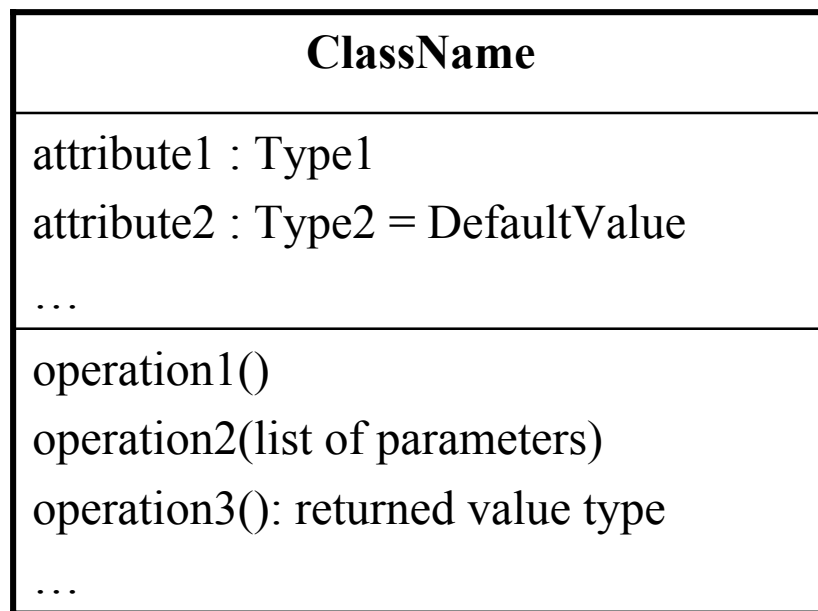 ClassName
attribute1 : Type1
attribute2 : Type2 = DefaultValue
…
operation1()
operation2(list of parameters)
operation3(): returned value type
…